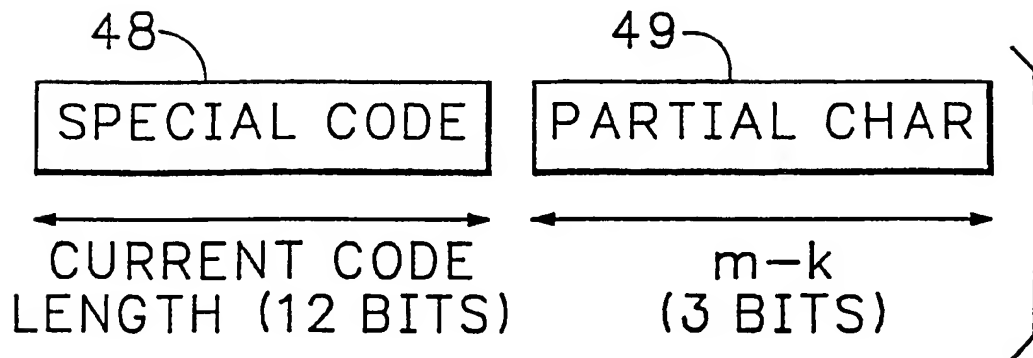 48 49
SPECIAL CODE PARTIAL CHAR
CURRENT CODE m-k
LENGTH (12 BITS) (3 BITS)